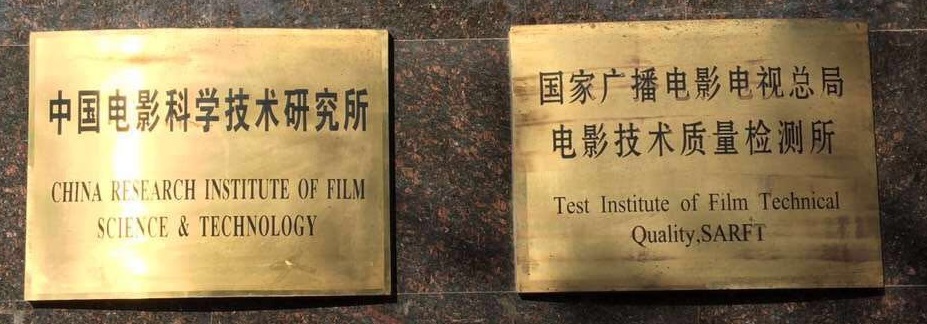 中国电影科学技术研究所
CHINA RESEARCH INSTITUTE OF FILM
SCIENCE & TECHNOLOGY
国家广播电影电视总局
电影技术质量检测所
Test Institute of Film Technical
Quality,SARFT